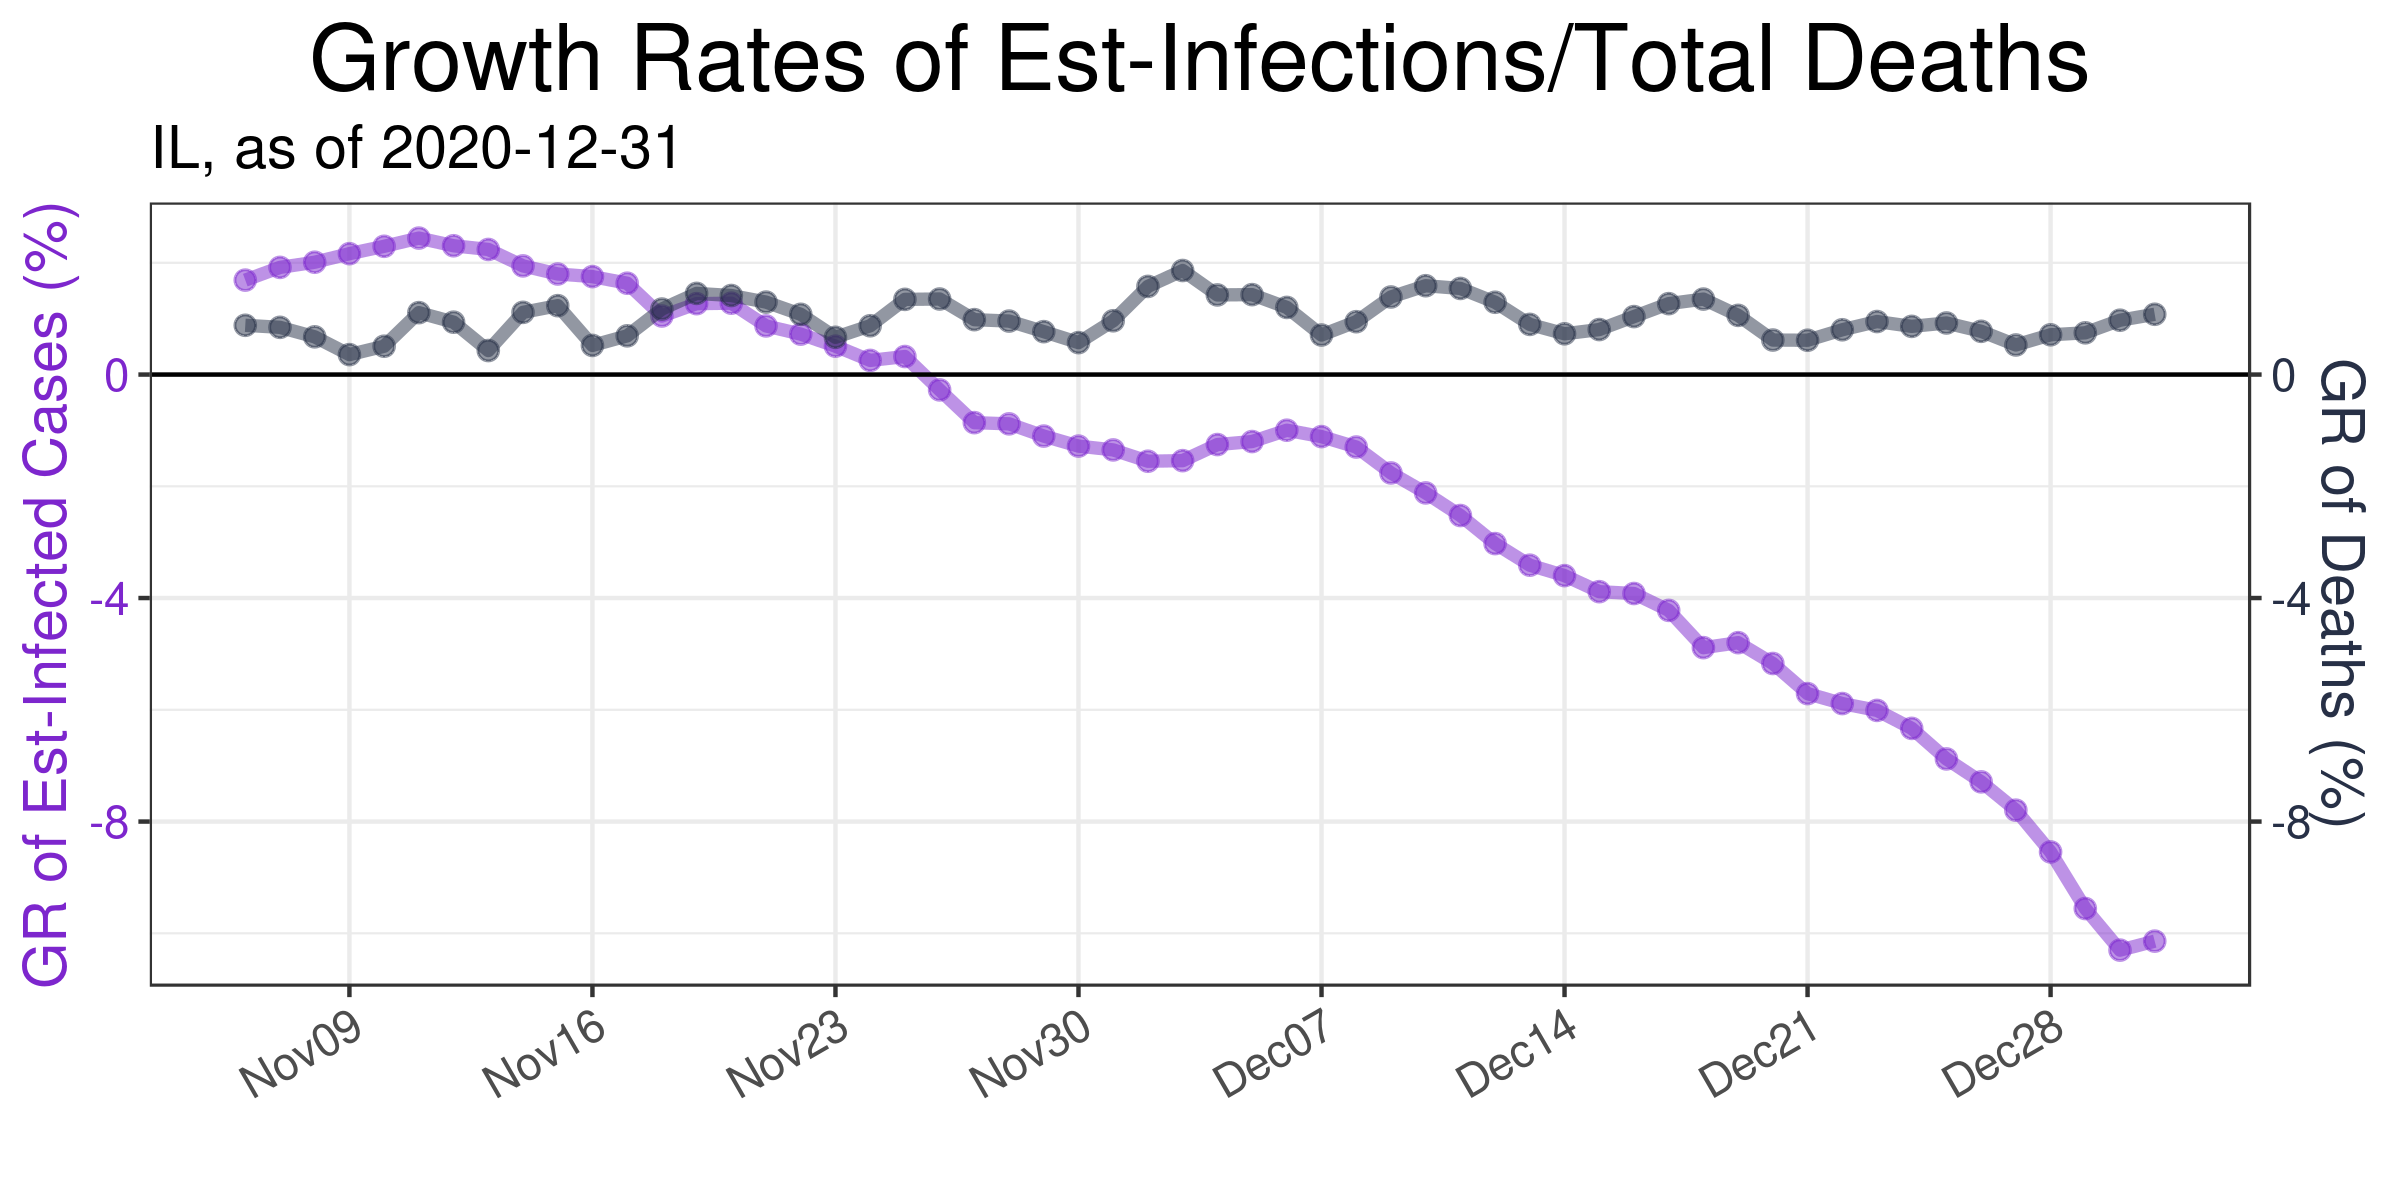 Growth Rates of Est-Infections/Total Deaths
IL, as of 2020-12-31
GR of Est-Infected Cases (%)
0
-4
-8
0
-4
-8
GR of Deaths (%)
Nov09
Nov16
Nov23
Nov30
Dec07
Dec14
Dec21
Dec28